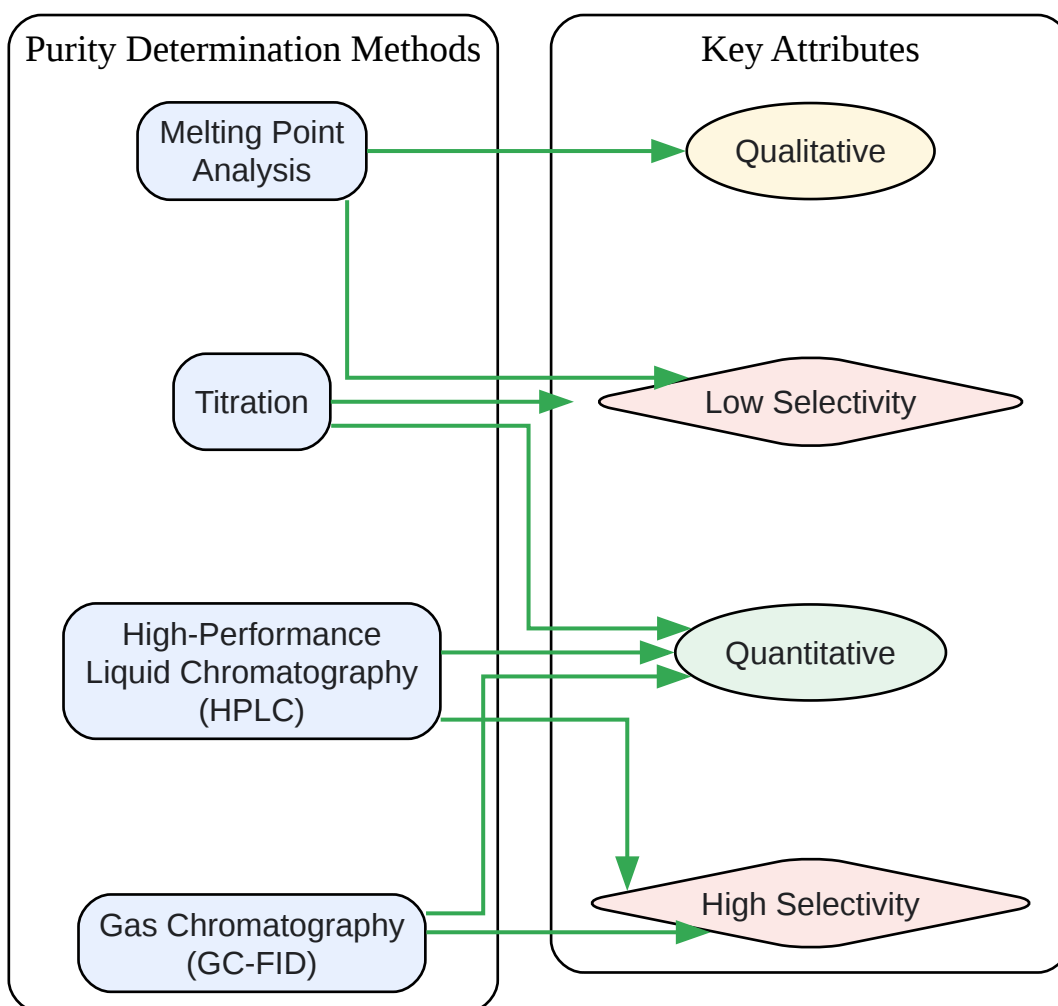 Purity Determination Methods
Melting Point
Analysis
Titration
High-Performance
Liquid Chromatography
(HPLC)
Gas Chromatography
(GC-FID)
Key Attributes
Qualitative
Low Selectivity
Quantitative
High Selectivity